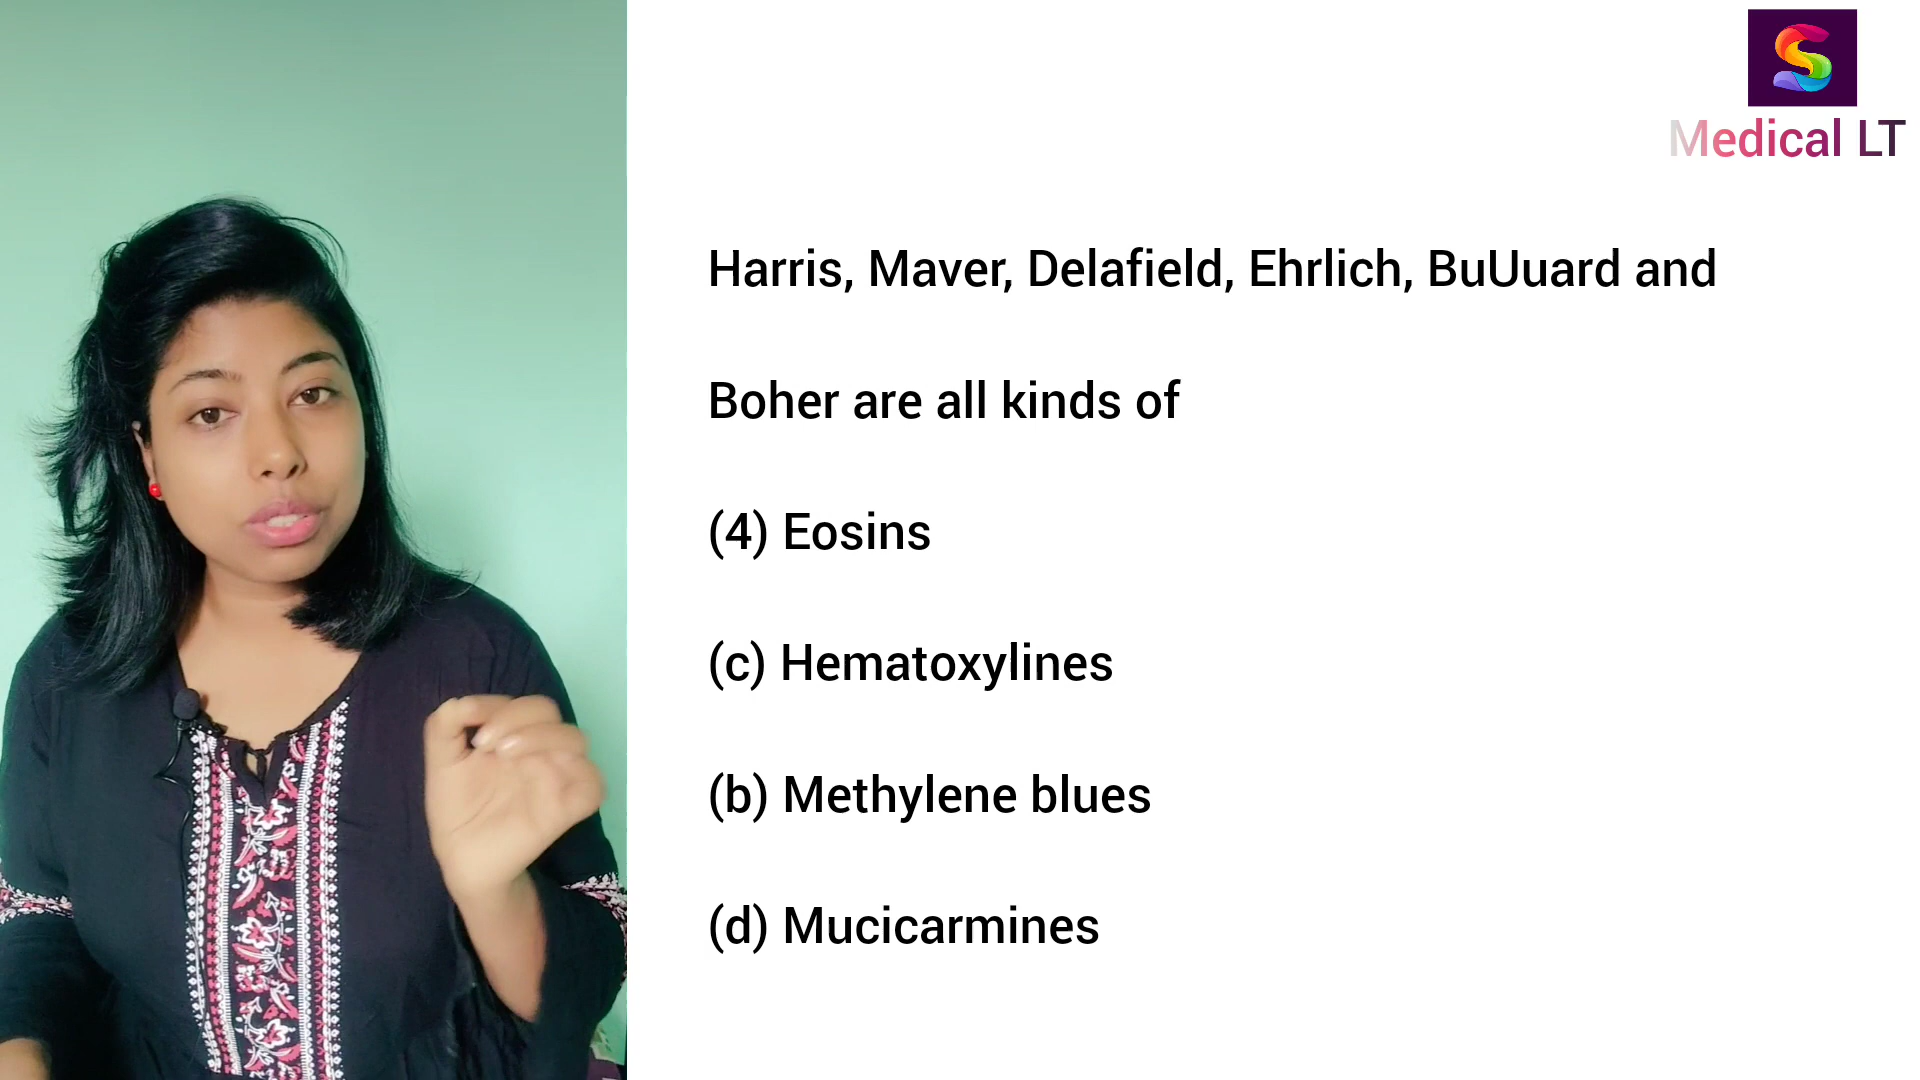 Medical LT
Harris, Maver, Delafield, Ehrlich, BuUuard and
Boher are all kinds of
(4) Eosins
(c) Hematoxylines
(b) Methylene blues
(d) Mucicarmines